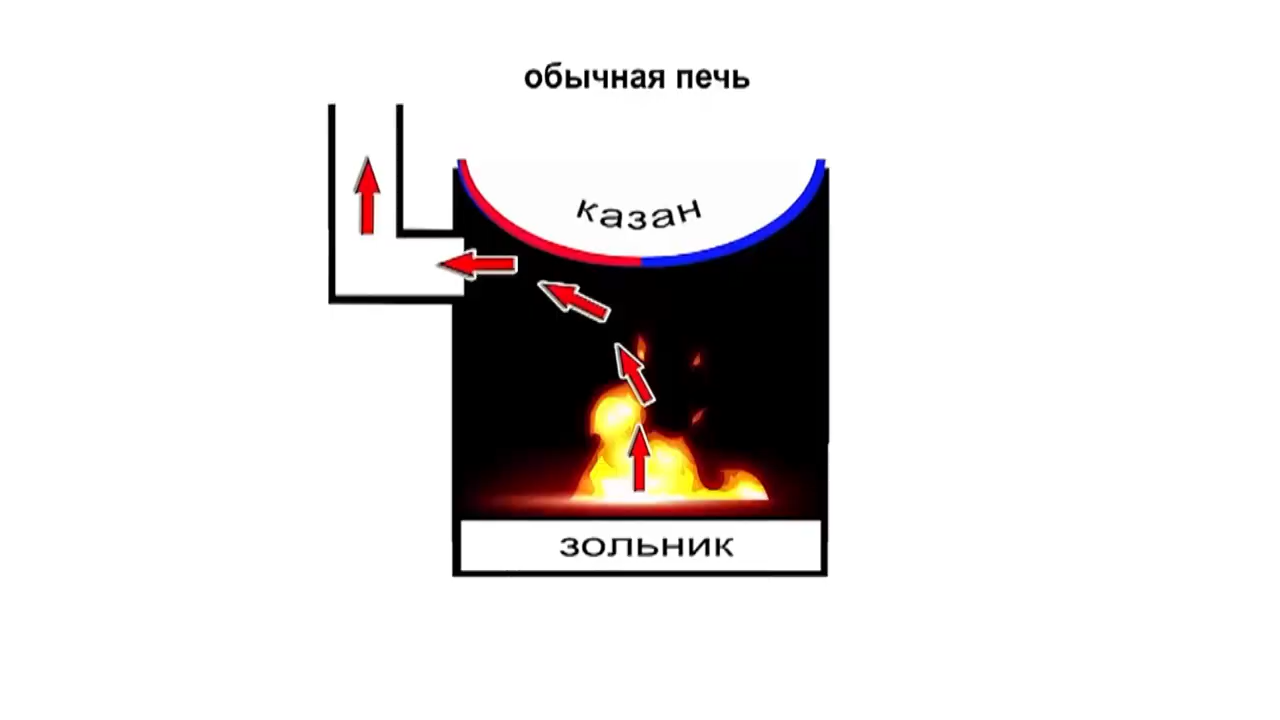 обычная печь
казан
зольник